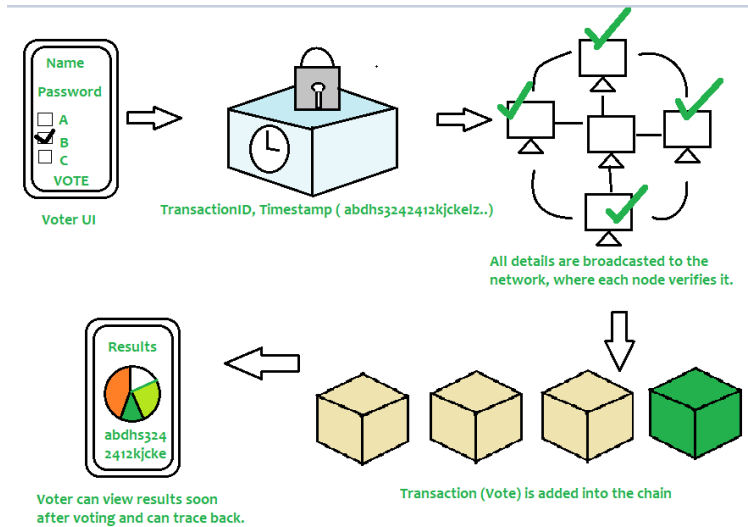 Name
Password
A
B
C
VOTE
Voter UI
TransactionID, Timestamp ( abdhs3242412kjckelz..)
All details are broadcasted to the
network, where each node verifies it.
Results
abdhs324
2412kjcke
Voter can view results soon
after voting and can trace back.
Transaction (Vote) is added into the chain